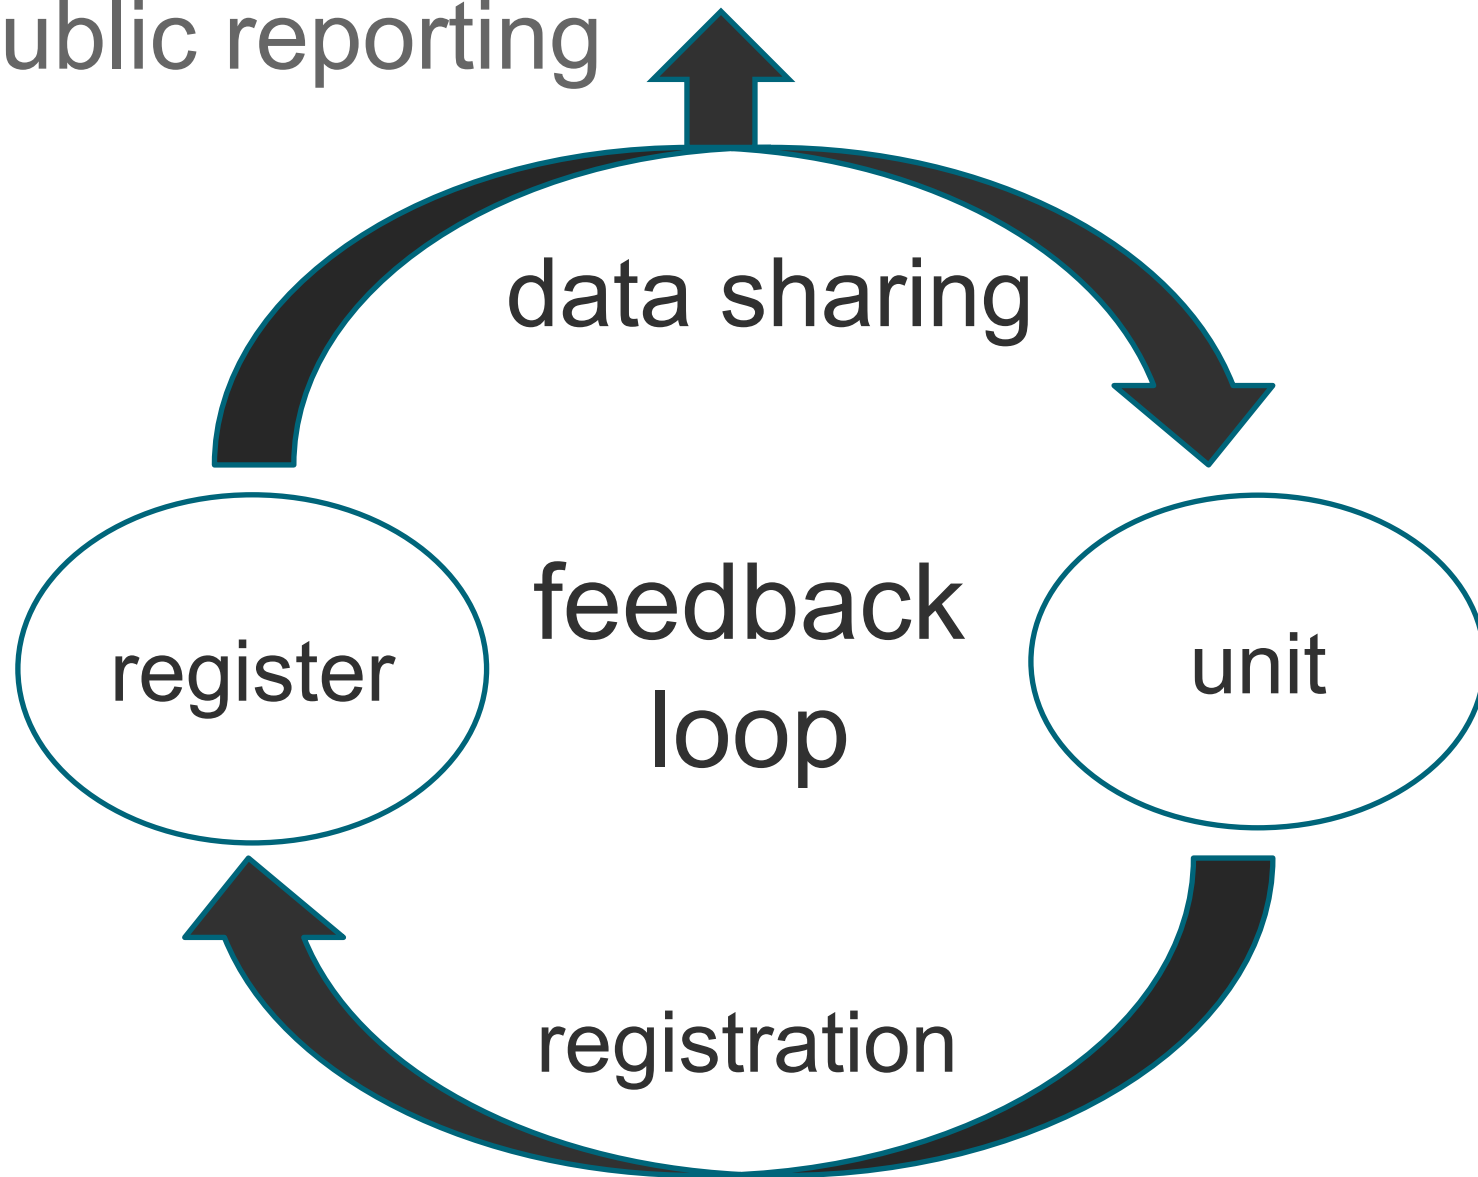 ublic reporting
data sharing
feedback
loop
register
unit
registration